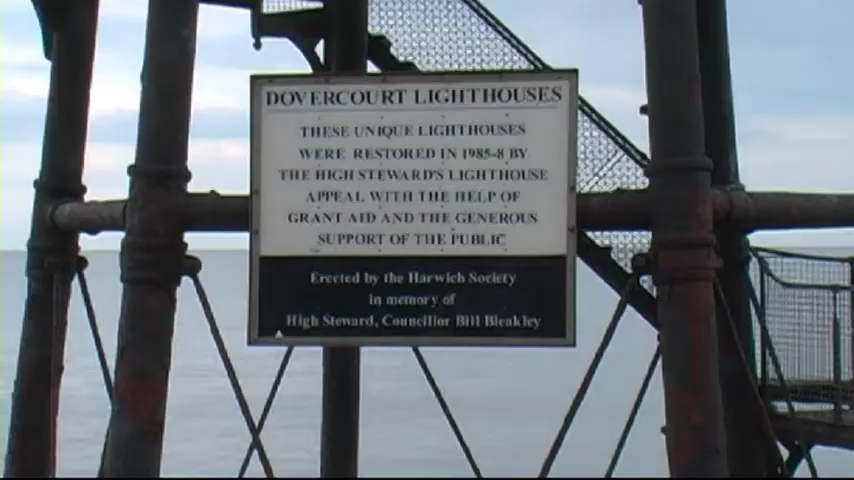 DOVERCOURT LIGHTHOUSES
THESE UNIQUE LIGHTHOUSES
WERE RESTORED IN 1985-8 BY
THE HIGH STEWARD'S LIGHTHOUSE
APPEAL WITH THE HELP OF
GRANT AID AND THE GENEROUS
SUPPORT OF THE PUBLIC
Erected by the Harwich Society
in memory of
High Steward, Councillor Bill Bleakley